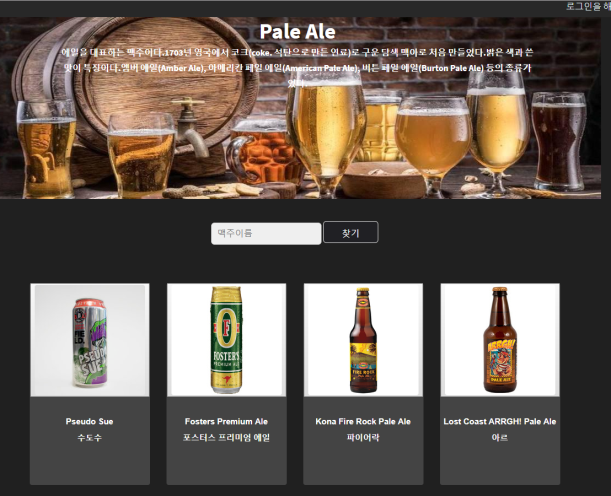 로그인을 하
Pale Ale
에일을 대표하는 맥주이다.1703년 영국에서 코크(coke. 석탄으로 만든 연료)로 구운 담색 맥아로 처음 만들었다.밝은 색과 쓴
맛이 특징이다.앰버 에일(Amber Ale), 아메리칸 페일 에일(American Pale Ale), 버튼 페일 에일(Burton Pale Ale) 등의 종류가
맥주이름
찾기
PSEUDO
SUE
F
FOSTER'S
PREMIUM ALE
FIRE ROCK
ARRGH!
PALE ALE
Pseudo Sue
Fosters Premium Ale
Kona Fire Rock Pale Ale
Lost Coast ARRGH! Pale Ale
수도수
포스터스 프리미엄 에일
파이어락
아르